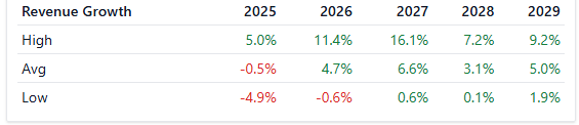 Revenue Growth 2025 2026 2027 2028 2029
High 5.0% 11.4% 16.1% 7.2% 9.2%
Avg -0.5% 4.7% 6.6% 3.1% 5.0%
Low -4.9% -0.6% 0.6% 0.1% 1.9%